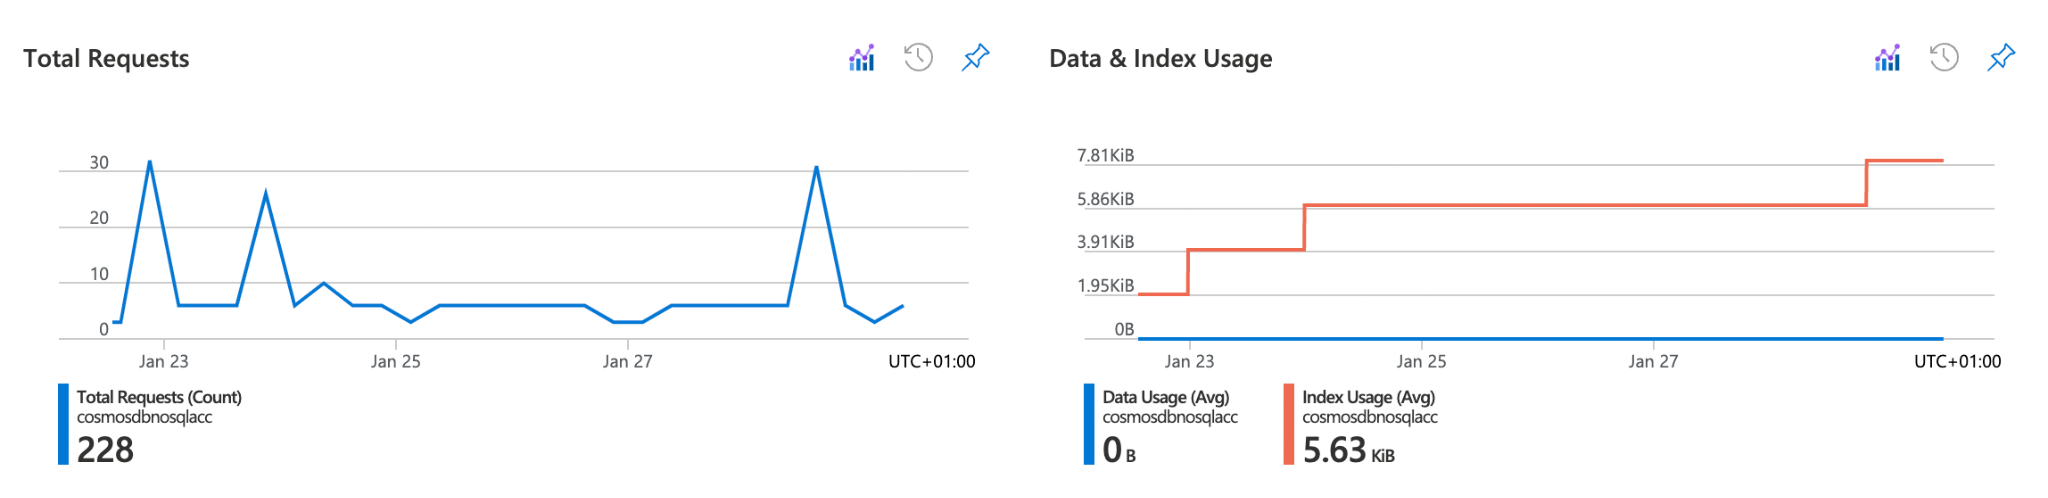 Total Requests
30
20
10
0
Jan 23
Jan 25
Jan 27
UTC+01:00
Total Requests (Count)
cosmosdbnosqlacc
228
Data & Index Usage
7.81KiB
5.86KiB
3.91KiB
1.95KiB
0B
Jan 23
Jan 25
Jan 27
UTC+01:00
Data Usage (Avg)
cosmosdbnosqlacc
0 B
Index Usage (Avg)
cosmosdbnosqlacc
5.63 KiB